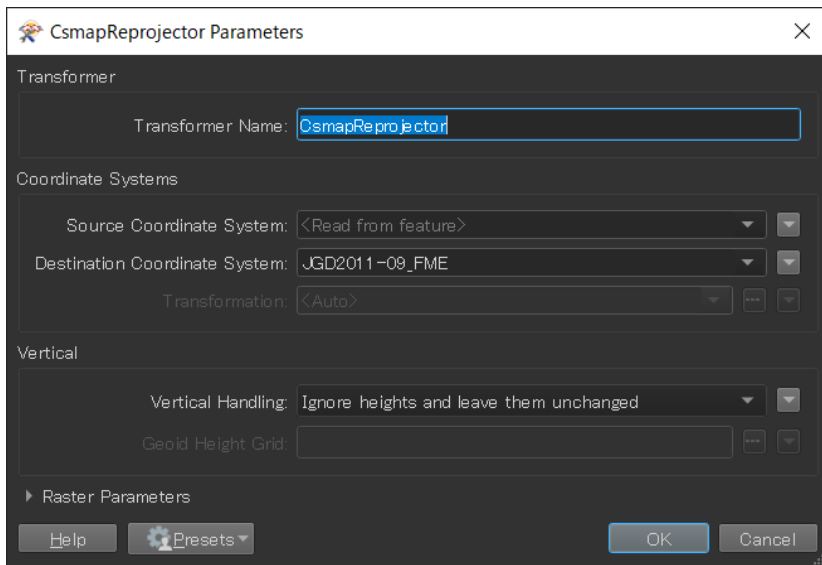 CsmapReprojector Parameters
Transformer
Transformer Name: CsmapReprojector
Coordinate Systems
Source Coordinate System: <Read from feature>
Destination Coordinate System: JGD2011-09_FME
Transformation: <Auto>
Vertical
Vertical Handling: Ignore heights and leave them unchanged
Geoid Height Grid:
Raster Parameters
Help Presets OK Cancel